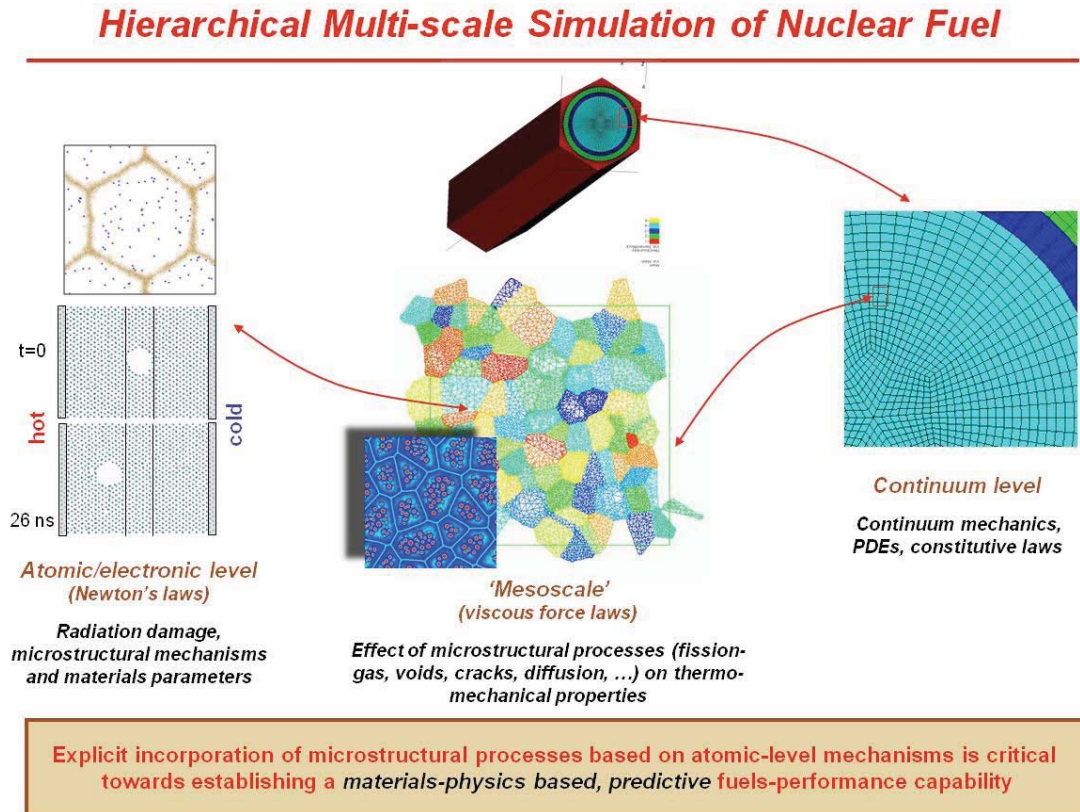 Hierarchical Multi-scale Simulation of Nuclear Fuel
t=0
hot
cold
26 ns
Atomic/electronic level
(Newton's laws)
Radiation damage,
microstructural mechanisms
and materials parameters
'Mesoscale'
(viscous force laws)
Effect of microstructural processes (fission-
gas, voids, cracks, diffusion, ...) on thermo-
mechanical properties
Continuum level
Continuum mechanics,
PDEs, constitutive laws
Explicit incorporation of microstructural processes based on atomic-level mechanisms is critical
towards establishing a materials-physics based, predictive fuels-performance capability